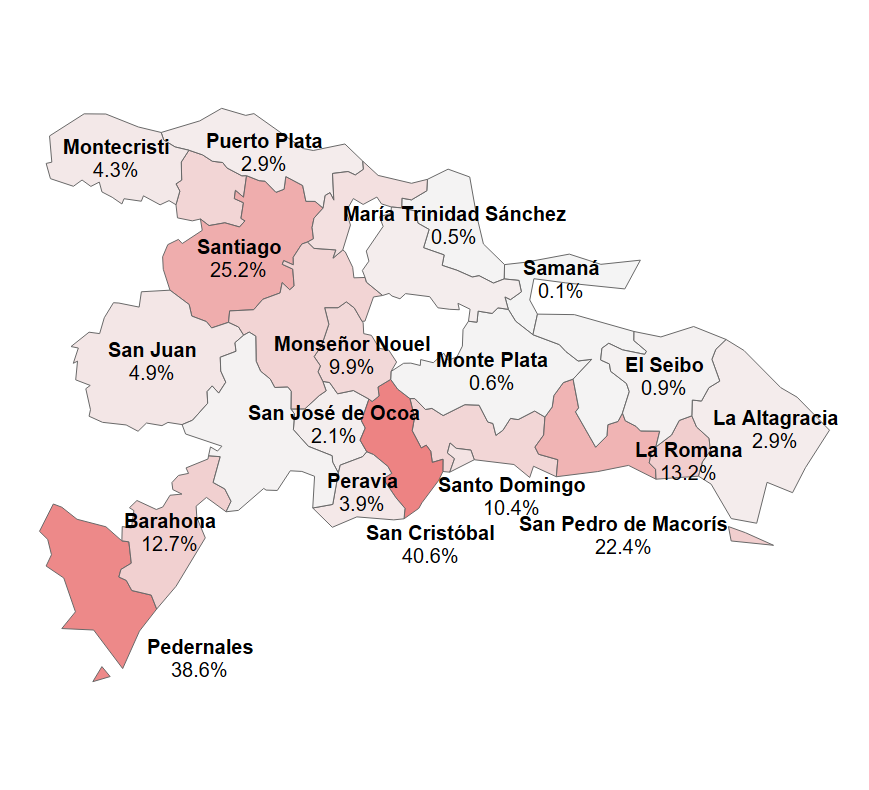 Puerto Plata
2.9%
Montecristi
4.3%
María Trinidad Sánchez
0.5%
Santiago
25.2%
Samaná
0.1%
Monseñor Nouel
9.9%
San Juan
4.9%
Monte Plata
0.6%
El Seibo
0.9%
San José de Ocoa
2.1%
La Altagracia
2.9%
La Romana
13.2%
Peravia
3.9%
Santo Domingo
10.4%
Barahona
12.7%
San Pedro de Macorís
22.4%
San Cristóbal
40.6%
Pedernales
38.6%